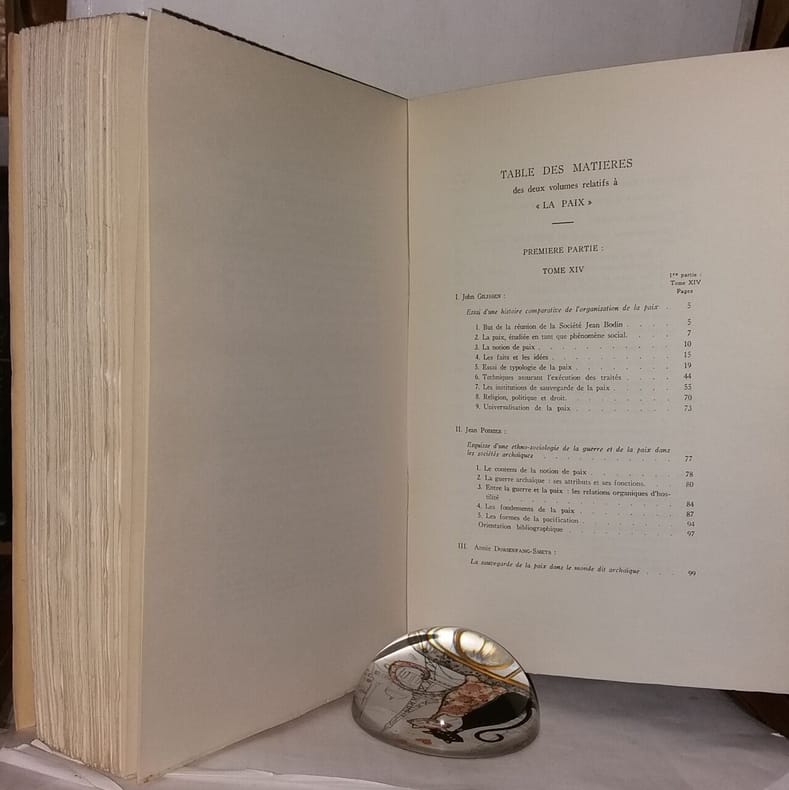 TABLE DES MATIERES
des deux volumes relatifs à
« LA PAIX »
PREMIERE PARTIE :
TOME XIV
Ire partie :
Tome XIV
Pages
I. John GILISSEN :
Essai d'une histoire comparative de l'organisation de la paix . 5
1. But de la réunion de la Société Jean Bodin . . . . 5
2. La paix, étudiée en tant que phénomène social. . . . 7
3. La notion de paix . . . . . . . . . . 10
4. Les faits et les idées . . . . . . . . . 15
5. Essai de typologie de la paix . . . . . . . 19
6. Techniques assurant l'exécution des traités . . . . 44
7. Les institutions de sauvegarde de la paix . . . . . 55
8. Religion, politique et droit. . . . . . . . 70
9. Universalisation de la paix . . . . . . . . 73
II. Jean POIRIER :
Esquisse d'une ethno-sociologie de la guerre et de la paix dans
les sociétés archaïques . . . . . . . . . 77
1. Le contenu de la notion de paix . . . . . . 78
2. La guerre archaïque : ses attributs et ses fonctions. . . 80
3. Entre la guerre et la paix : les relations organiques d'hos-
tilité . . . . . . . . . . . . 84
4. Les fondements de la paix . . . . . . . 87
5. Les formes de la pacification . . . . . . . 94
Orientation bibliographique . . . . . . . . 97
III. Annie DORSINFANG-SMETS :
La sauvegarde de la paix dans le monde dit archaïque . . . 99